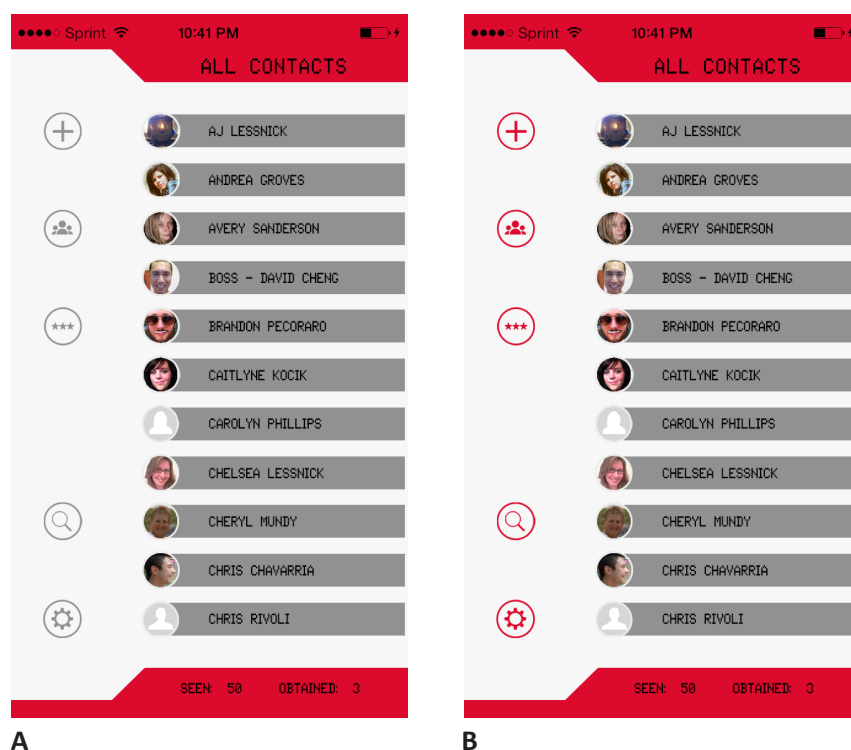 Sprint 10:41 PM
ALL CONTACTS
AJ LESSNICK
ANDREA GROVES
AVERY SANDERSON
BOSS - DAVID CHENG
BRANDON PECORARO
CAITLYNE KOCIK
CAROLYN PHILLIPS
CHELSEA LESSNICK
CHERYL MUNDY
CHRIS CHAVARRIA
CHRIS RIVOLI
SEEN: 50 OBTAINED: 3
A
Sprint 10:41 PM
ALL CONTACTS
AJ LESSNICK
ANDREA GROVES
AVERY SANDERSON
BOSS - DAVID CHENG
BRANDON PECORARO
CAITLYNE KOCIK
CAROLYN PHILLIPS
CHELSEA LESSNICK
CHERYL MUNDY
CHRIS CHAVARRIA
CHRIS RIVOLI
SEEN: 50 OBTAINED: 3
B